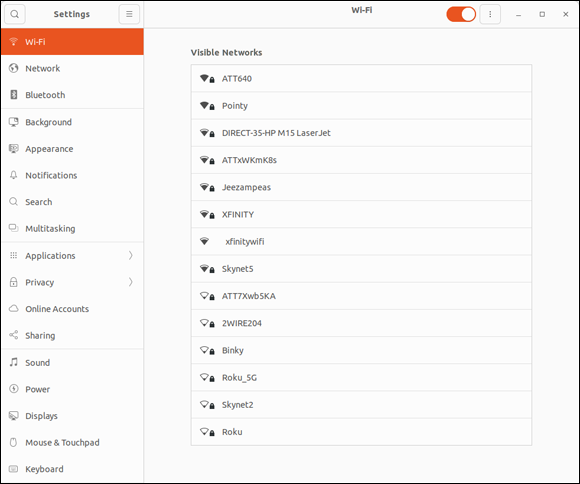 Settings
Wi-Fi
Wi-Fi
Network
Bluetooth
Background
Appearance
Notifications
Search
Multitasking
Applications
Privacy
Online Accounts
Sharing
Sound
Power
Displays
Mouse & Touchpad
Keyboard
Visible Networks
ATT640
Pointy
DIRECT-35-HP M15 LaserJet
ATTxWKmK8s
Jeezampeas
XFINITY
xfinitywifi
Skynet5
ATT7Xwb5KA
2WIRE204
Binky
Roku_5G
Skynet2
Roku